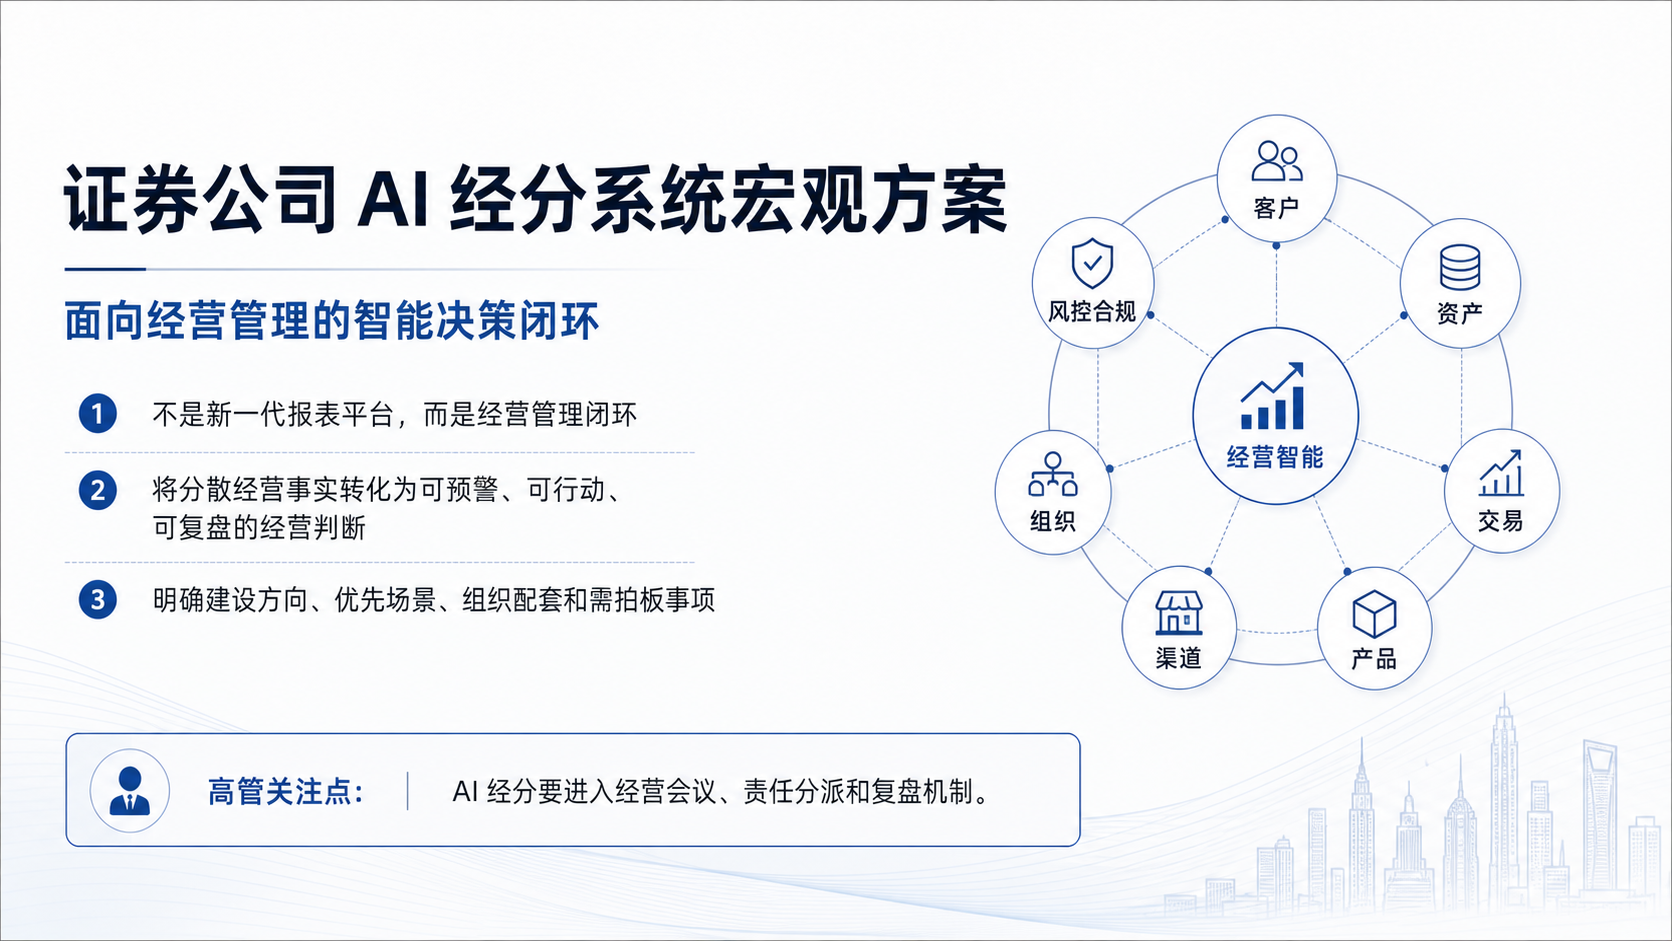 证券公司 AI 经分系统宏观方案
面向经营管理的智能决策闭环
1 不是新一代报表平台，而是经营管理闭环
2 将分散经营事实转化为可预警、可行动、
可复盘的经营判断
3 明确建设方向、优先场景、组织配套和需拍板事项
高管关注点： AI 经分要进入经营会议、责任分派和复盘机制。
客户
资产
交易
产品
渠道
组织
风控合规
经营智能